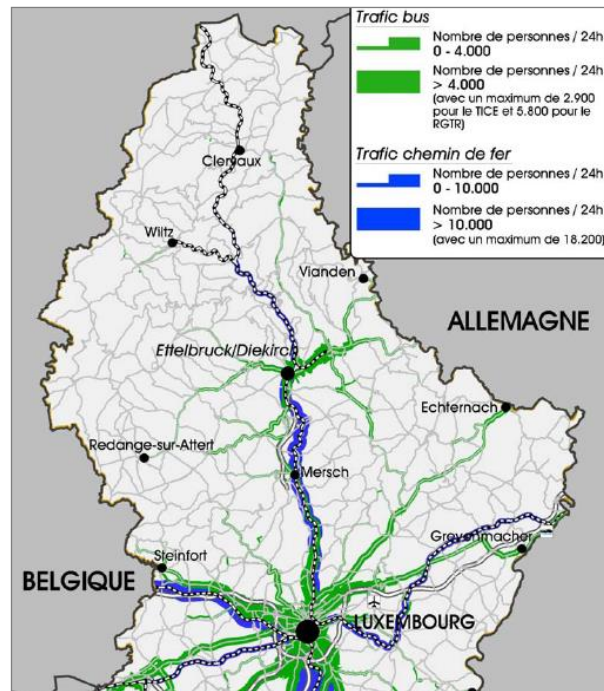 Trafic bus
Nombre de personnes / 24h
0 - 4.000
Nombre de personnes / 24h
> 4.000
(avec un maximum de 2.900
pour le TICE et 5.800 pour le
RGTR)
Trafic chemin de fer
Nombre de personnes / 24h
0 - 10.000
Nombre de personnes / 24h
> 10.000
(avec un maximum de 18.200)
Clervaux
Wiltz
Vianden
ALLEMAGNE
Ettelbruck/Diekirch
Echternach
Redange-sur-Attert
Mersch
Grevenmacher
Steinfort
BELGIQUE
LUXEMBOURG